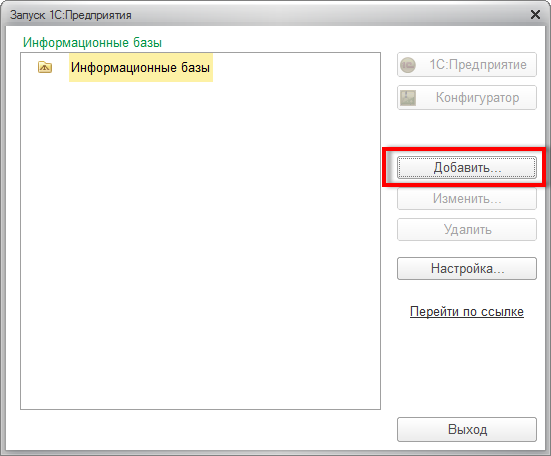 Запуск 1С:Предприятия
Информационные базы
Информационные базы
1С:Предприятие
Конфигуратор
Добавить...
Изменить...
Удалить
Настройка...
Перейти по ссылке
Выход